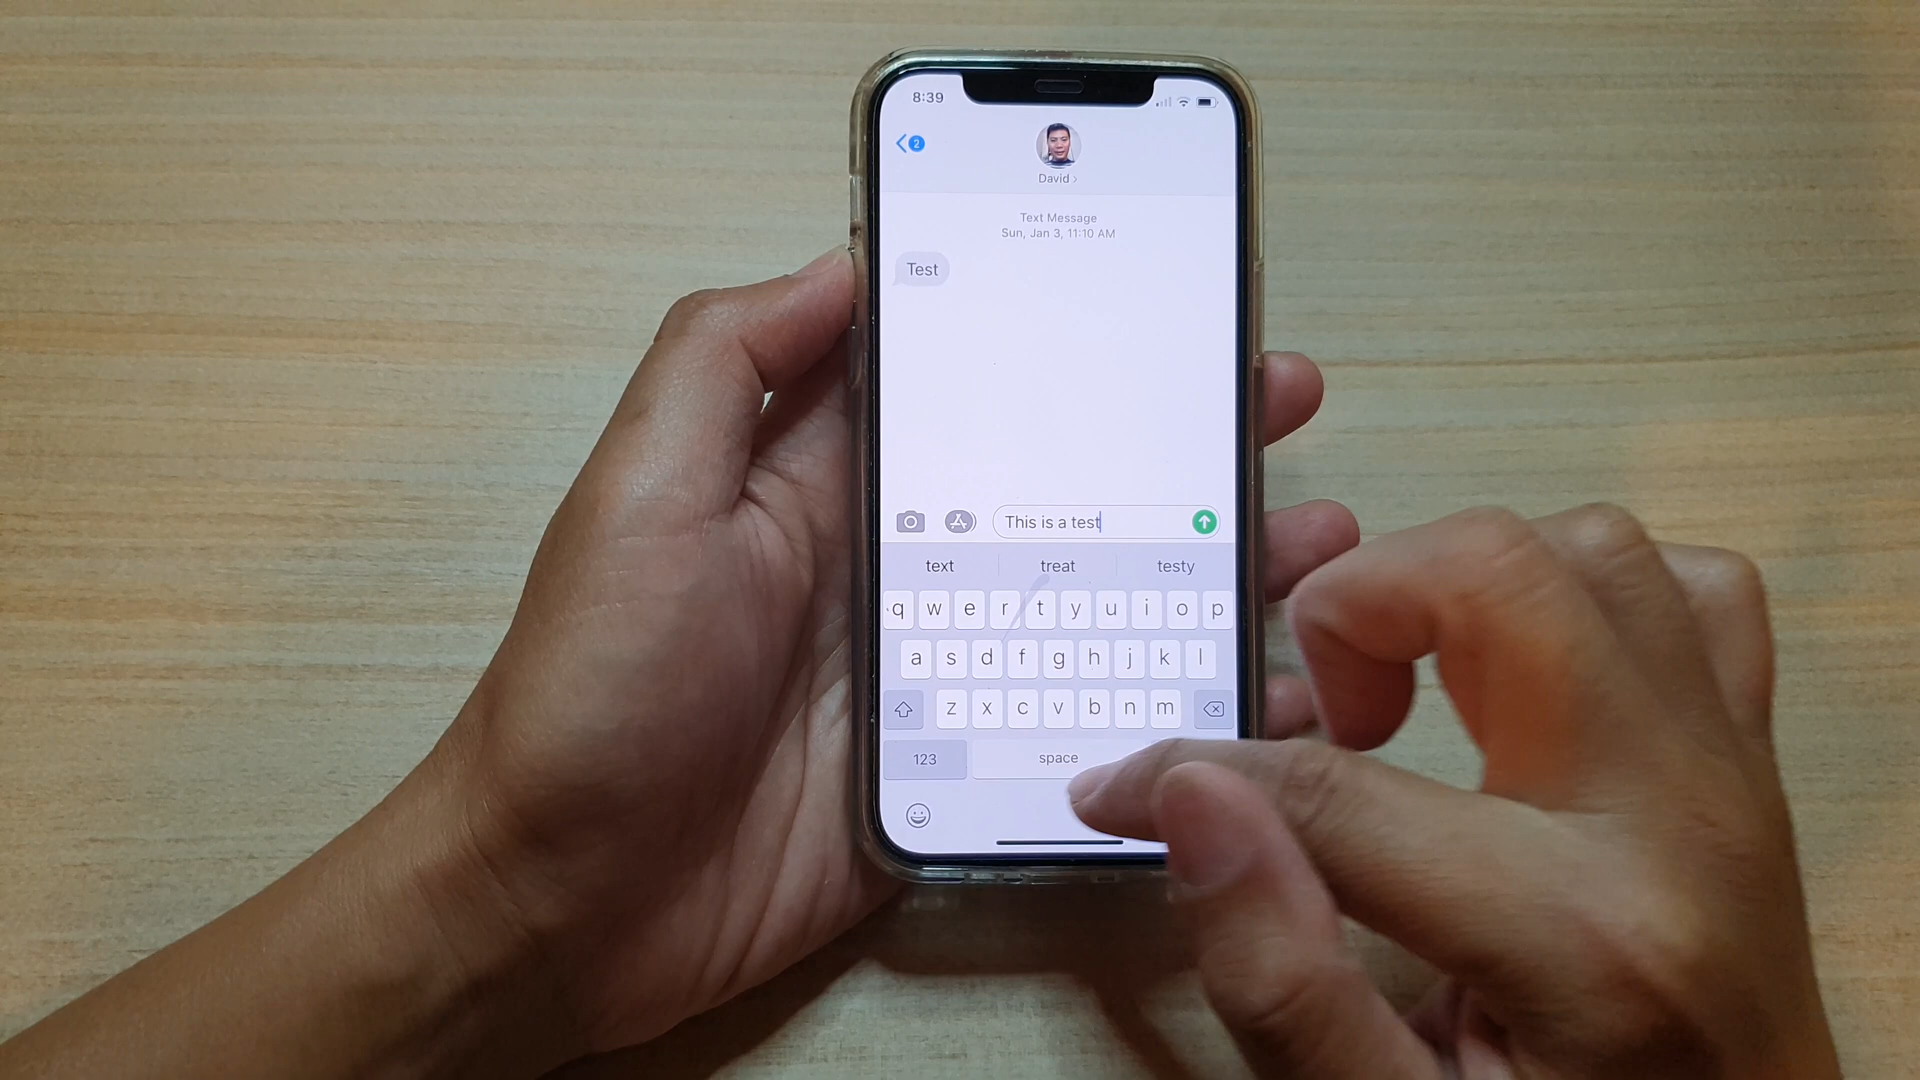 8:39
2
David
Text Message
Sun, Jan 3, 11:10 AM
Test
This is a test
text treat testy
q w e r t y u i o p
a s d f g h j k l
z x c v b n m
123 space